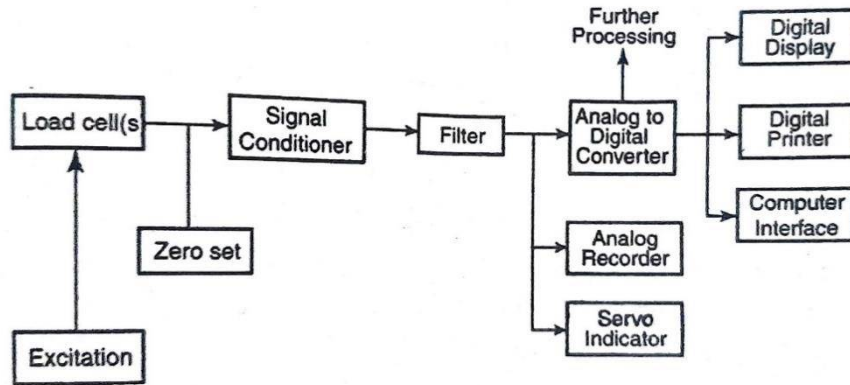 Further
Processing
Digital
Display
Load cell(s
Signal
Conditioner
Filter
Analog to
Digital
Converter
Digital
Printer
Computer
Interface
Zero set
Analog
Recorder
Servo
Indicator
Excitation